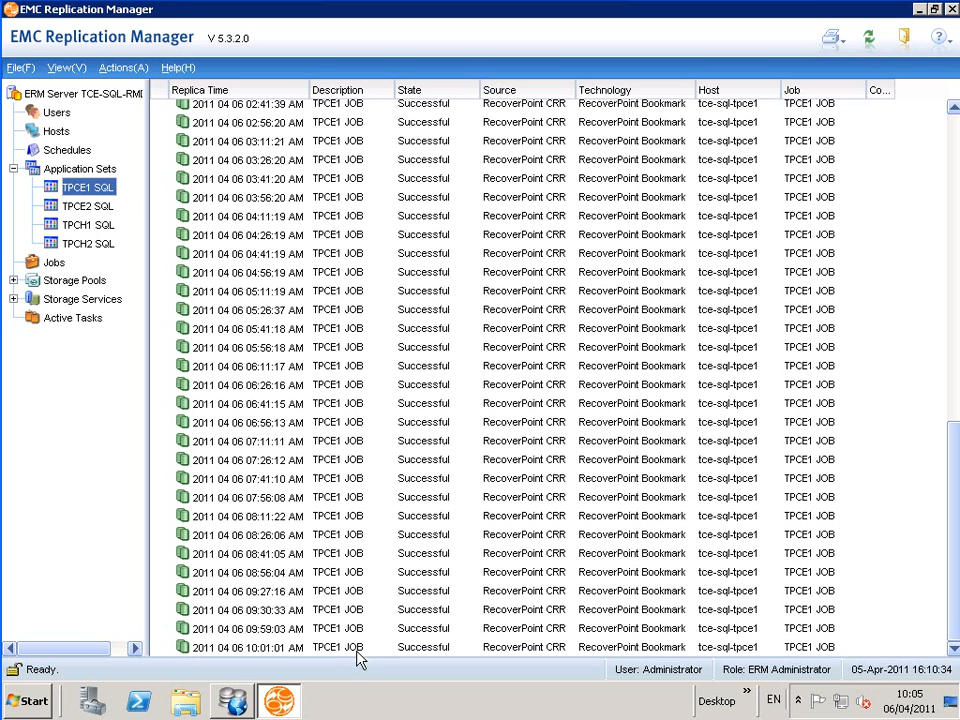 EMC Replication Manager
EMC Replication Manager V 5.3.2.0
File(F) View(V) Actions(A) Help(H)
ERM Server TCE-SQL-RM
Users
Hosts
Schedules
Application Sets
TPCE1 SQL
TPCE2 SQL
TPCH1 SQL
TPCH2 SQL
Jobs
Storage Pools
Storage Services
Active Tasks
Replica Time Description State Source Technology Host Job Co...
2011 04 06 02:41:39 AM TPCE1 JOB Successful RecoverPoint CRR RecoverPoint Bookmark tce-sql-tpce1 TPCE1 JOB
2011 04 06 02:56:20 AM TPCE1 JOB Successful RecoverPoint CRR RecoverPoint Bookmark tce-sql-tpce1 TPCE1 JOB
2011 04 06 03:11:21 AM TPCE1 JOB Successful RecoverPoint CRR RecoverPoint Bookmark tce-sql-tpce1 TPCE1 JOB
2011 04 06 03:26:20 AM TPCE1 JOB Successful RecoverPoint CRR RecoverPoint Bookmark tce-sql-tpce1 TPCE1 JOB
2011 04 06 03:41:20 AM TPCE1 JOB Successful RecoverPoint CRR RecoverPoint Bookmark tce-sql-tpce1 TPCE1 JOB
2011 04 06 03:56:20 AM TPCE1 JOB Successful RecoverPoint CRR RecoverPoint Bookmark tce-sql-tpce1 TPCE1 JOB
2011 04 06 04:11:19 AM TPCE1 JOB Successful RecoverPoint CRR RecoverPoint Bookmark tce-sql-tpce1 TPCE1 JOB
2011 04 06 04:26:19 AM TPCE1 JOB Successful RecoverPoint CRR RecoverPoint Bookmark tce-sql-tpce1 TPCE1 JOB
2011 04 06 04:41:19 AM TPCE1 JOB Successful RecoverPoint CRR RecoverPoint Bookmark tce-sql-tpce1 TPCE1 JOB
2011 04 06 04:56:19 AM TPCE1 JOB Successful RecoverPoint CRR RecoverPoint Bookmark tce-sql-tpce1 TPCE1 JOB
2011 04 06 05:11:19 AM TPCE1 JOB Successful RecoverPoint CRR RecoverPoint Bookmark tce-sql-tpce1 TPCE1 JOB
2011 04 06 05:26:37 AM TPCE1 JOB Successful RecoverPoint CRR RecoverPoint Bookmark tce-sql-tpce1 TPCE1 JOB
2011 04 06 05:41:18 AM TPCE1 JOB Successful RecoverPoint CRR RecoverPoint Bookmark tce-sql-tpce1 TPCE1 JOB
2011 04 06 05:56:18 AM TPCE1 JOB Successful RecoverPoint CRR RecoverPoint Bookmark tce-sql-tpce1 TPCE1 JOB
2011 04 06 06:11:17 AM TPCE1 JOB Successful RecoverPoint CRR RecoverPoint Bookmark tce-sql-tpce1 TPCE1 JOB
2011 04 06 06:26:16 AM TPCE1 JOB Successful RecoverPoint CRR RecoverPoint Bookmark tce-sql-tpce1 TPCE1 JOB
2011 04 06 06:41:15 AM TPCE1 JOB Successful RecoverPoint CRR RecoverPoint Bookmark tce-sql-tpce1 TPCE1 JOB
2011 04 06 06:56:13 AM TPCE1 JOB Successful RecoverPoint CRR RecoverPoint Bookmark tce-sql-tpce1 TPCE1 JOB
2011 04 06 07:11:11 AM TPCE1 JOB Successful RecoverPoint CRR RecoverPoint Bookmark tce-sql-tpce1 TPCE1 JOB
2011 04 06 07:26:12 AM TPCE1 JOB Successful RecoverPoint CRR RecoverPoint Bookmark tce-sql-tpce1 TPCE1 JOB
2011 04 06 07:41:10 AM TPCE1 JOB Successful RecoverPoint CRR RecoverPoint Bookmark tce-sql-tpce1 TPCE1 JOB
2011 04 06 07:56:08 AM TPCE1 JOB Successful RecoverPoint CRR RecoverPoint Bookmark tce-sql-tpce1 TPCE1 JOB
2011 04 06 08:11:22 AM TPCE1 JOB Successful RecoverPoint CRR RecoverPoint Bookmark tce-sql-tpce1 TPCE1 JOB
2011 04 06 08:26:06 AM TPCE1 JOB Successful RecoverPoint CRR RecoverPoint Bookmark tce-sql-tpce1 TPCE1 JOB
2011 04 06 08:41:05 AM TPCE1 JOB Successful RecoverPoint CRR RecoverPoint Bookmark tce-sql-tpce1 TPCE1 JOB
2011 04 06 08:56:04 AM TPCE1 JOB Successful RecoverPoint CRR RecoverPoint Bookmark tce-sql-tpce1 TPCE1 JOB
2011 04 06 09:27:16 AM TPCE1 JOB Successful RecoverPoint CRR RecoverPoint Bookmark tce-sql-tpce1 TPCE1 JOB
2011 04 06 09:30:33 AM TPCE1 JOB Successful RecoverPoint CRR RecoverPoint Bookmark tce-sql-tpce1 TPCE1 JOB
2011 04 06 09:59:03 AM TPCE1 JOB Successful RecoverPoint CRR RecoverPoint Bookmark tce-sql-tpce1 TPCE1 JOB
2011 04 06 10:01:01 AM TPCE1 JOB Successful RecoverPoint CRR RecoverPoint Bookmark tce-sql-tpce1 TPCE1 JOB
Ready. User: Administrator Role: ERM Administrator 05-Apr-2011 16:10:34
Start Desktop » EN 10:05
06/04/2011